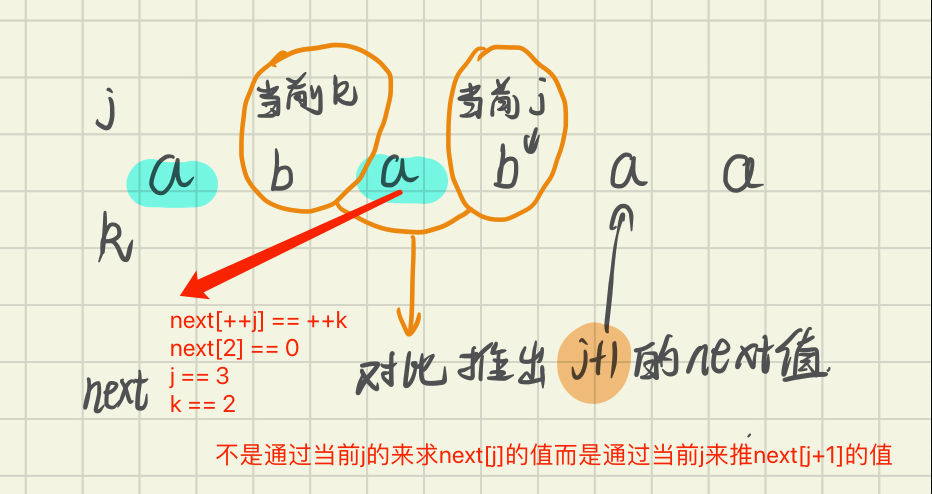 当前k 当前j
j
a b a b a a
k
next[++j] == ++k
next[2] == 0
j == 3
k == 2
next
对比推出 j+1 的next值
不是通过当前j的来求next[j]的值而是通过当前j来推next[j+1]的值